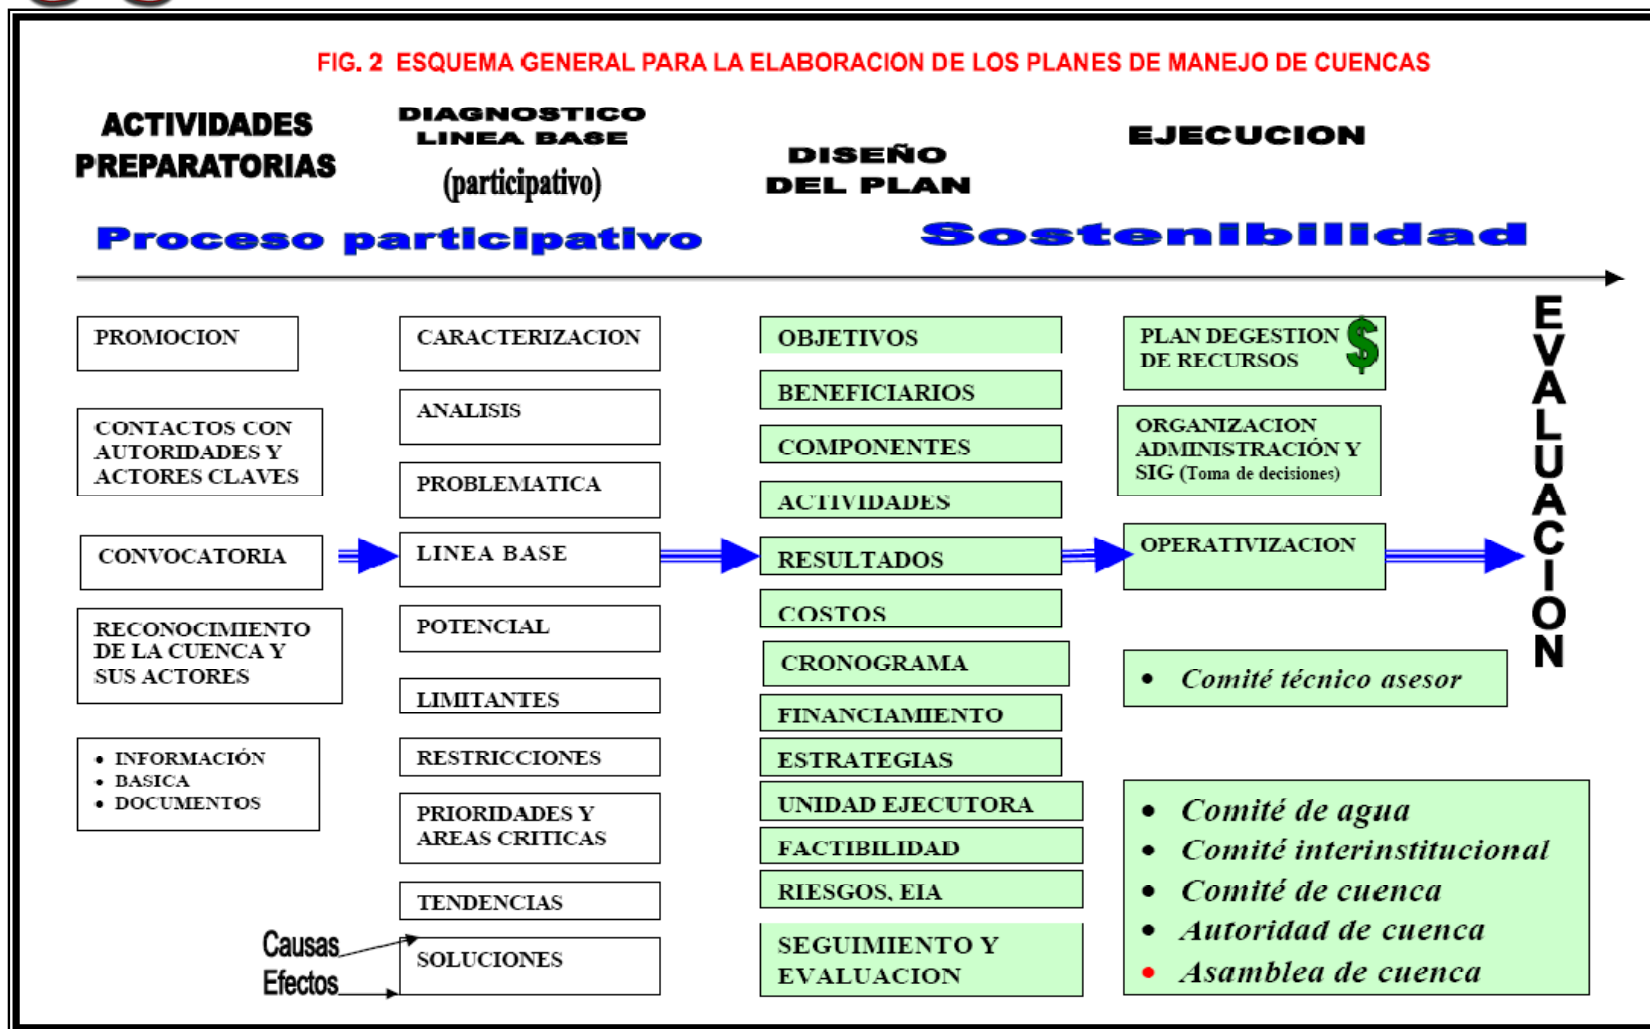 FIG. 2 ESQUEMA GENERAL PARA LA ELABORACION DE LOS PLANES DE MANEJO DE CUENCAS
ACTIVIDADES
PREPARATORIAS
DIAGNOSTICO
LINEA BASE
(participativo)
DISEÑO
DEL PLAN
EJECUCION
Proceso participativo
Sostenibilidad
PROMOCION
CONTACTOS CON
AUTORIDADES Y
ACTORES CLAVES
CONVOCATORIA
RECONOCIMIENTO
DE LA CUENCA Y
SUS ACTORES
• INFORMACIÓN
• BASICA
• DOCUMENTOS
CARACTERIZACION
ANALISIS
PROBLEMATICA
LINEA BASE
POTENCIAL
LIMITANTES
RESTRICCIONES
PRIORIDADES Y
AREAS CRITICAS
TENDENCIAS
SOLUCIONES
Causas
Efectos
OBJETIVOS
BENEFICIARIOS
COMPONENTES
ACTIVIDADES
RESULTADOS
COSTOS
CRONOGRAMA
FINANCIAMIENTO
ESTRATEGIAS
UNIDAD EJECUTORA
FACTIBILIDAD
RIESGOS, EIA
SEGUIMIENTO Y
EVALUACION
PLAN DEGESTION
DE RECURSOS
$
ORGANIZACION
ADMINISTRACIÓN Y
SIG (Toma de decisiones)
OPERATIVIZACION
• Comité técnico asesor
• Comité de agua
• Comité interinstitucional
• Comité de cuenca
• Autoridad de cuenca
• Asamblea de cuenca
EVALUACION